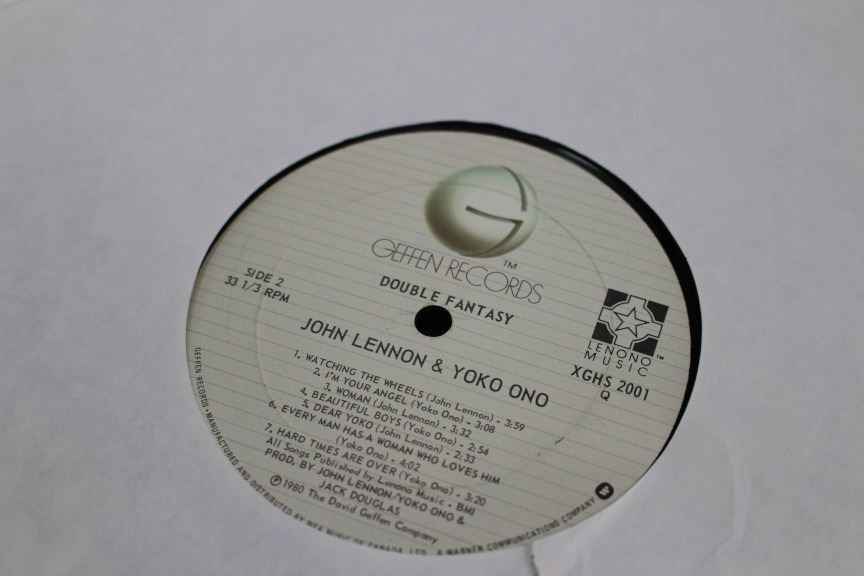 GEFFEN RECORDS
™
DOUBLE FANTASY
SIDE 2
33 1/3 RPM
LENONO
MUSIC
™
XGHS 2001
Q
JOHN LENNON & YOKO ONO
1. WATCHING THE WHEELS (John Lennon) - 3:59
2. I'M YOUR ANGEL (Yoko Ono) - 3:08
3. WOMAN (John Lennon) - 3:32
4. BEAUTIFUL BOYS (Yoko Ono) - 2:54
5. DEAR YOKO (John Lennon) - 2:33
6. EVERY MAN HAS A WOMAN WHO LOVES HIM
(Yoko Ono) - 4:02
7. HARD TIMES ARE OVER (Yoko Ono) - 3:20
All Songs Published by Lenono Music - BMI
PROD. BY JOHN LENNON/YOKO ONO &
JACK DOUGLAS
℗1980 The David Geffen Company
GEFFEN RECORDS • MANUFACTURED AND DISTRIBUTED BY WEA MUSIC OF CANADA, LTD. A WARNER COMMUNICATIONS COMPANY